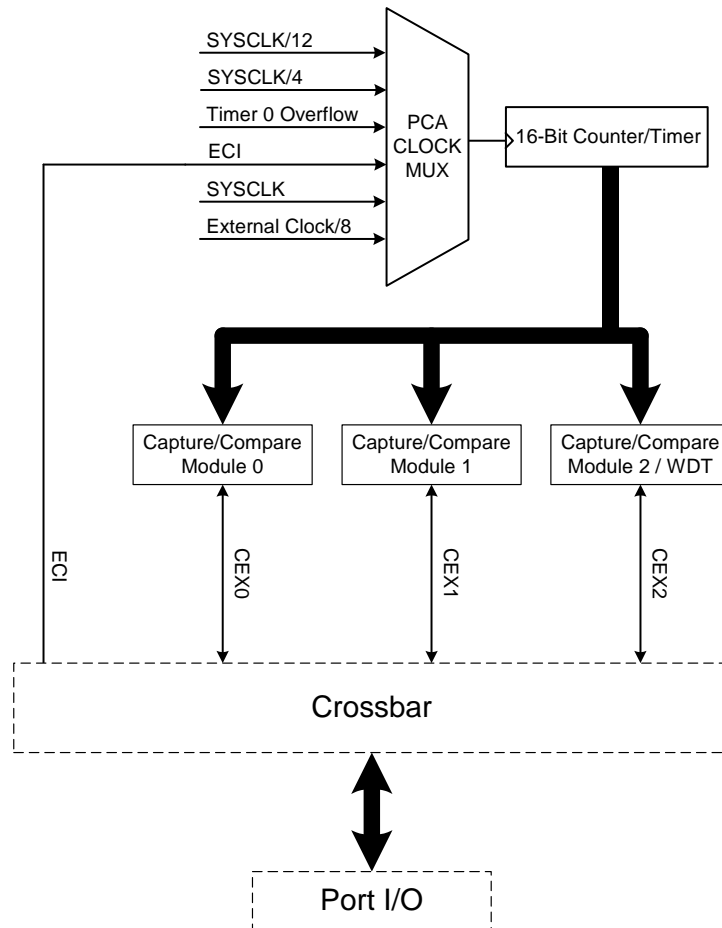 SYSCLK/12
SYSCLK/4
Timer 0 Overflow
ECI
SYSCLK
External Clock/8
PCA
CLOCK
MUX
16-Bit Counter/Timer
Capture/Compare
Module 0
Capture/Compare
Module 1
Capture/Compare
Module 2 / WDT
ECI
CEX0
CEX1
CEX2
Crossbar
Port I/O